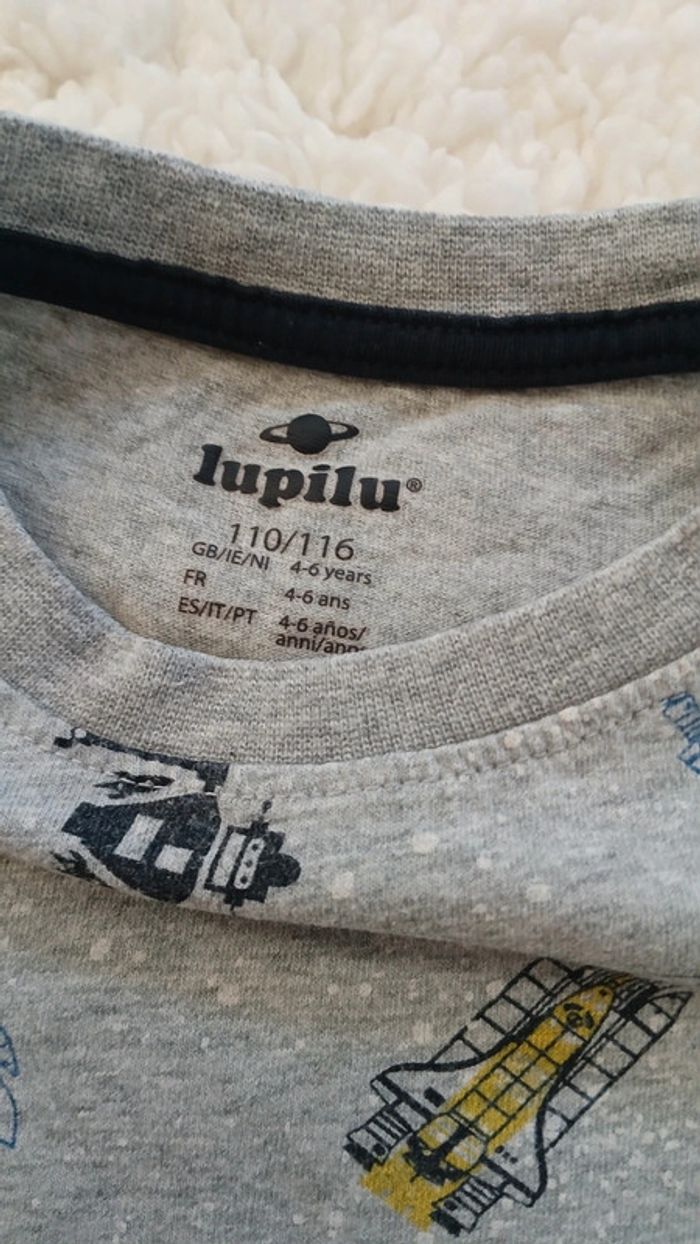 lupilu®
110/116
GB/IE/NI 4-6 years
FR 4-6 ans
ES/IT/PT 4-6 años/
anni/